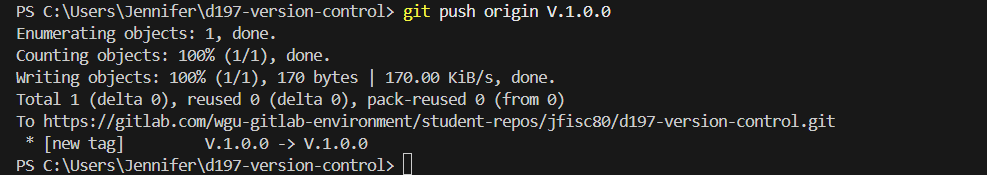 PS C:\Users\Jennifer\d197-version-control> git push origin V.1.0.0
Enumerating objects: 1, done.
Counting objects: 100% (1/1), done.
Writing objects: 100% (1/1), 170 bytes | 170.00 KiB/s, done.
Total 1 (delta 0), reused 0 (delta 0), pack-reused 0 (from 0)
To https://gitlab.com/wgu-gitlab-environment/student-repos/jfisc80/d197-version-control.git
 * [new tag]         V.1.0.0 -> V.1.0.0
PS C:\Users\Jennifer\d197-version-control>